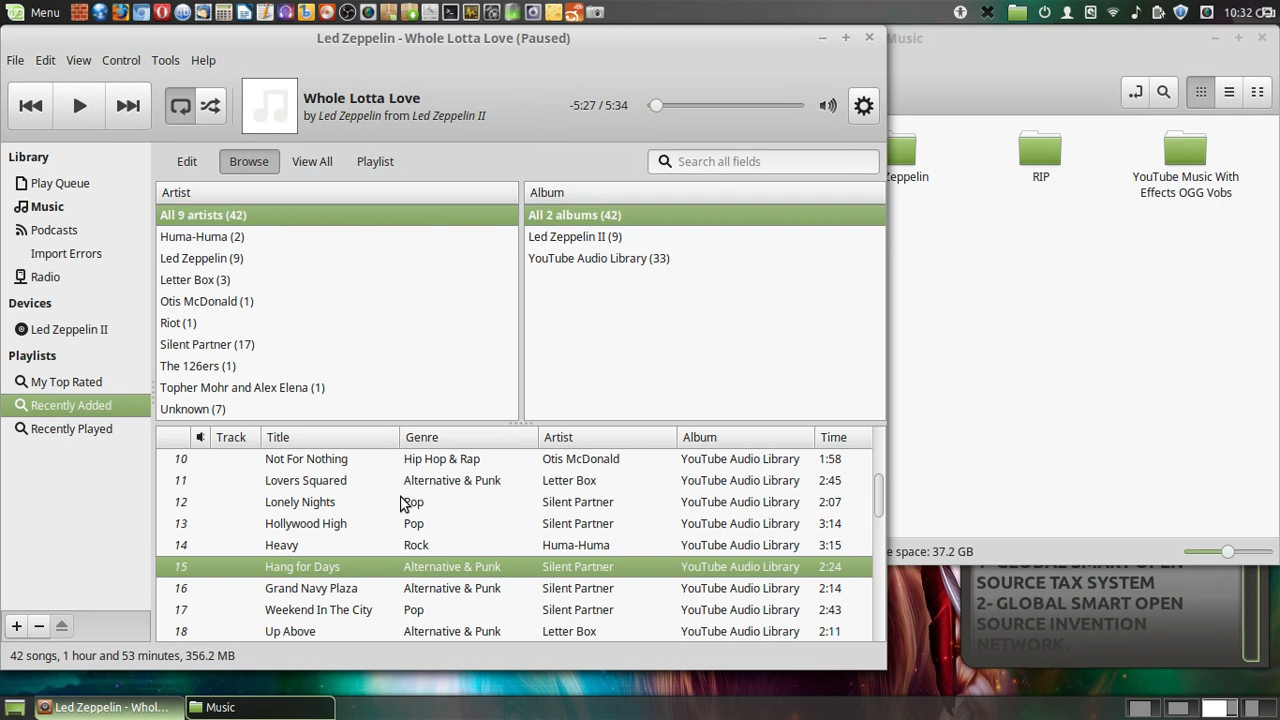 Menu
10:32
Led Zeppelin - Whole Lotta Love (Paused)
Music
File Edit View Control Tools Help
Whole Lotta Love
by Led Zeppelin from Led Zeppelin II
-5:27 / 5:34
Library
Play Queue
Music
Podcasts
Import Errors
Radio
Devices
Led Zeppelin II
Playlists
My Top Rated
Recently Added
Recently Played
Edit Browse View All Playlist
Search all fields
Artist
All 9 artists (42)
Huma-Huma (2)
Led Zeppelin (9)
Letter Box (3)
Otis McDonald (1)
Riot (1)
Silent Partner (17)
The 126ers (1)
Topher Mohr and Alex Elena (1)
Unknown (7)
Album
All 2 albums (42)
Led Zeppelin II (9)
YouTube Audio Library (33)
Track Title Genre Artist Album Time
10 Not For Nothing Hip Hop & Rap Otis McDonald YouTube Audio Library 1:58
11 Lovers Squared Alternative & Punk Letter Box YouTube Audio Library 2:45
12 Lonely Nights Pop Silent Partner YouTube Audio Library 2:07
13 Hollywood High Pop Silent Partner YouTube Audio Library 3:14
14 Heavy Rock Huma-Huma YouTube Audio Library 3:15
15 Hang for Days Alternative & Punk Silent Partner YouTube Audio Library 2:24
16 Grand Navy Plaza Alternative & Punk Silent Partner YouTube Audio Library 2:14
17 Weekend In The City Pop Silent Partner YouTube Audio Library 2:43
18 Up Above Alternative & Punk Letter Box YouTube Audio Library 2:11
42 songs, 1 hour and 53 minutes, 356.2 MB
Zeppelin
RIP
YouTube Music With
Effects OGG Vobs
e space: 37.2 GB
1- GLOBAL SMART OPEN
SOURCE TAX SYSTEM
2- GLOBAL SMART OPEN
SOURCE INVENTION
NETWORK.
Led Zeppelin - Whol...
Music